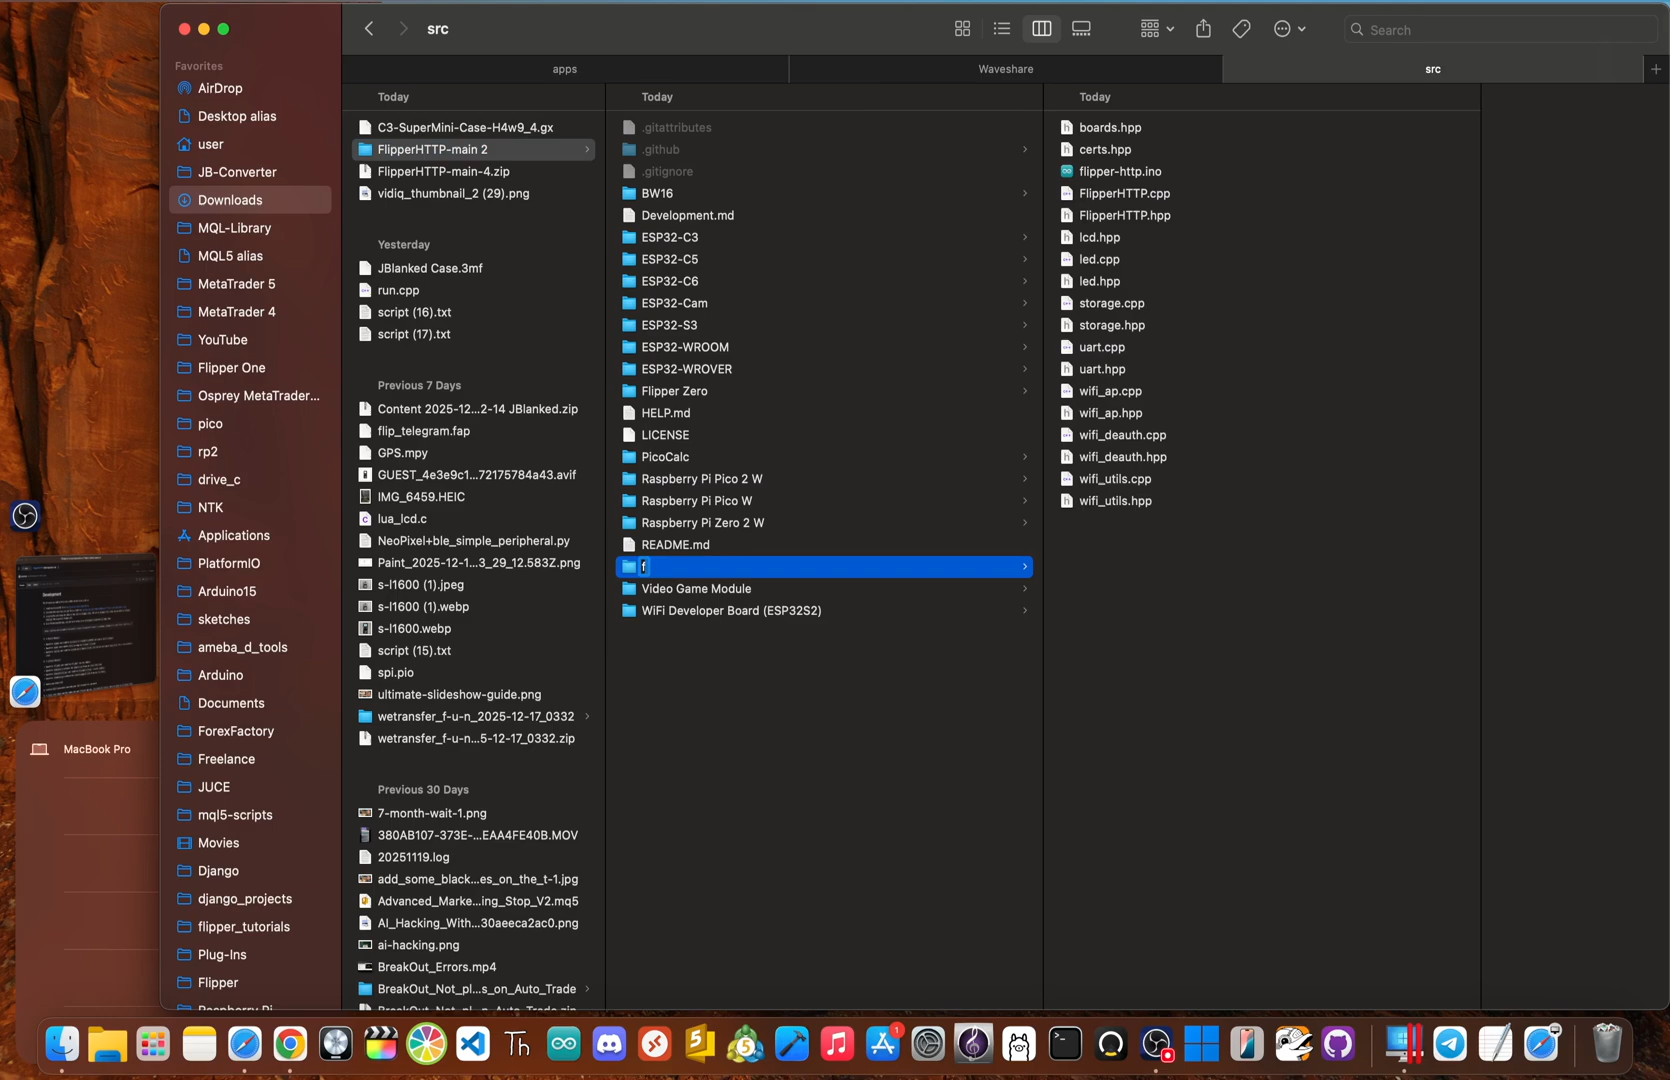 src
Search
apps
Waveshare
src
Favorites
AirDrop
Desktop alias
user
JB-Converter
Downloads
MQL-Library
MQL5 alias
MetaTrader 5
MetaTrader 4
YouTube
Flipper One
Osprey MetaTrader...
pico
rp2
drive_c
NTK
Applications
PlatformIO
Arduino15
sketches
ameba_d_tools
Arduino
Documents
ForexFactory
Freelance
JUCE
mql5-scripts
Movies
Django
django_projects
flipper_tutorials
Plug-Ins
Flipper
Raspberry Pi
Today
C3-SuperMini-Case-H4w9_4.gx
FlipperHTTP-main 2
FlipperHTTP-main-4.zip
vidiq_thumbnail_2 (29).png
Yesterday
JBlanked Case.3mf
run.cpp
script (16).txt
script (17).txt
Previous 7 Days
Content 2025-12...2-14 JBlanked.zip
flip_telegram.fap
GPS.mpy
GUEST_4e3e9c1...72175784a43.avif
IMG_6459.HEIC
lua_lcd.c
NeoPixel+ble_simple_peripheral.py
Paint_2025-12-1...3_29_12.583Z.png
s-l1600 (1).jpeg
s-l1600 (1).webp
s-l1600.webp
script (15).txt
spi.pio
ultimate-slideshow-guide.png
wetransfer_f-u-n_2025-12-17_0332
wetransfer_f-u-n...5-12-17_0332.zip
Previous 30 Days
7-month-wait-1.png
380AB107-373E-...EAA4FE40B.MOV
20251119.log
add_some_black...es_on_the_t-1.jpg
Advanced_Marke...ing_Stop_V2.mq5
AI_Hacking_With...30aeeca2ac0.png
ai-hacking.png
BreakOut_Errors.mp4
BreakOut_Not_pl...s_on_Auto_Trade
Today
.gitattributes
.github
.gitignore
BW16
Development.md
ESP32-C3
ESP32-C5
ESP32-C6
ESP32-Cam
ESP32-S3
ESP32-WROOM
ESP32-WROVER
Flipper Zero
HELP.md
LICENSE
PicoCalc
Raspberry Pi Pico 2 W
Raspberry Pi Pico W
Raspberry Pi Zero 2 W
README.md
f
Video Game Module
WiFi Developer Board (ESP32S2)
Today
boards.hpp
certs.hpp
flipper-http.ino
FlipperHTTP.cpp
FlipperHTTP.hpp
lcd.hpp
led.cpp
led.hpp
storage.cpp
storage.hpp
uart.cpp
uart.hpp
wifi_ap.cpp
wifi_ap.hpp
wifi_deauth.cpp
wifi_deauth.hpp
wifi_utils.cpp
wifi_utils.hpp
MacBook Pro
Th
1